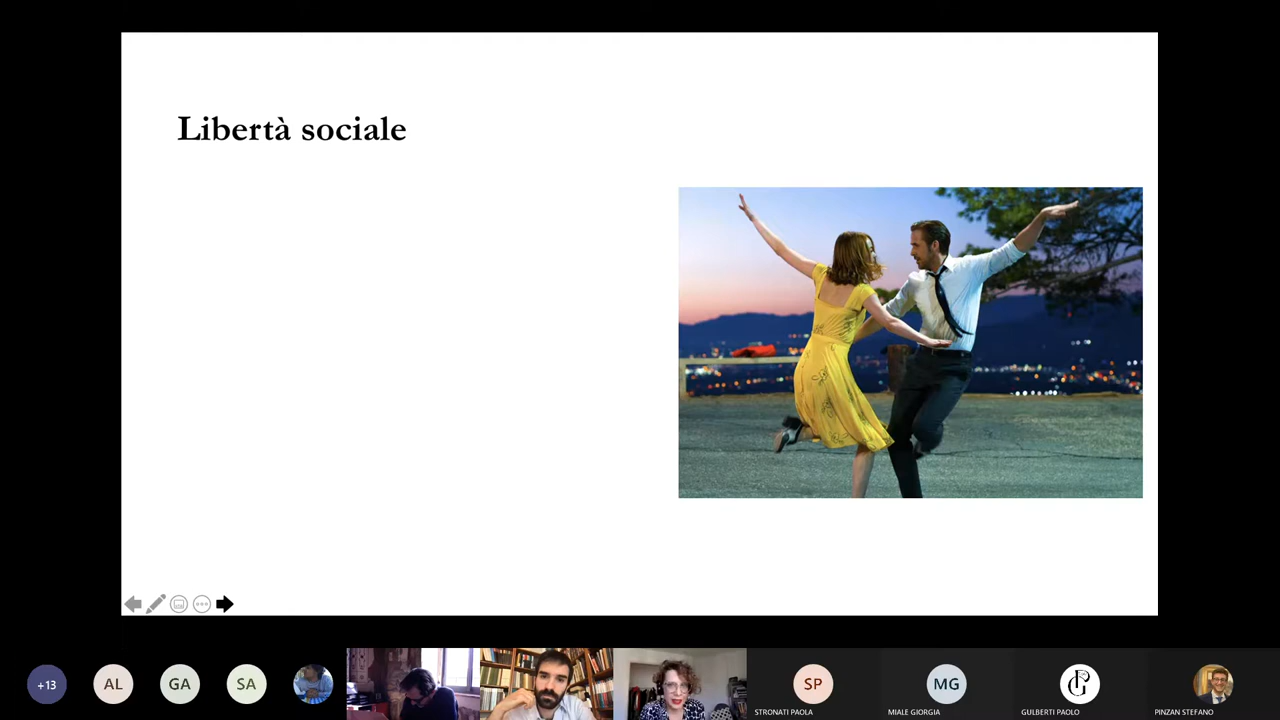 Libertà sociale
+13
AL
GA
SA
SP
MG
STRONATI PAOLA
MIALE GIORGIA
GULBERTI PAOLO
PINZAN STEFANO